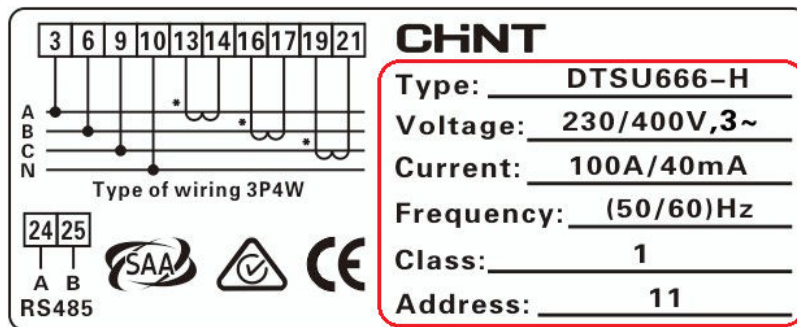 3 6 9 10 13 14 16 17 19 21
A *
B *
C *
N
Type of wiring 3P4W
24 25
A B
RS485
SAA
CE
CHiNT
Type: DTSU666-H
Voltage: 230/400V,3~
Current: 100A/40mA
Frequency: (50/60)Hz
Class: 1
Address: 11